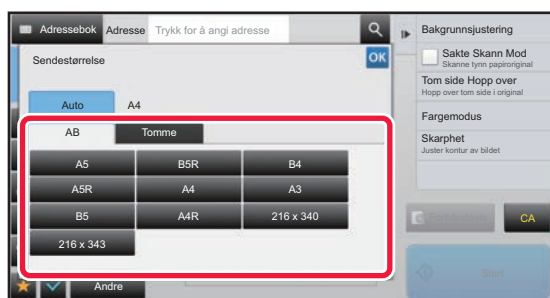 Adressebok Adresse Trykk for å angi adresse
Sendestørrelse
OK
Auto A4
AB Tomme
A5 B5R B4
A5R A4 A3
B5 A4R 216 x 340
216 x 343
Andre
Bakgrunnsjustering
Sakte Skann Mod
Skanne tynn papiroriginal
Tom side Hopp over
Hopp over tom side i original
Fargemodus
Skarphet
Juster kontur av bildet
CA
Start